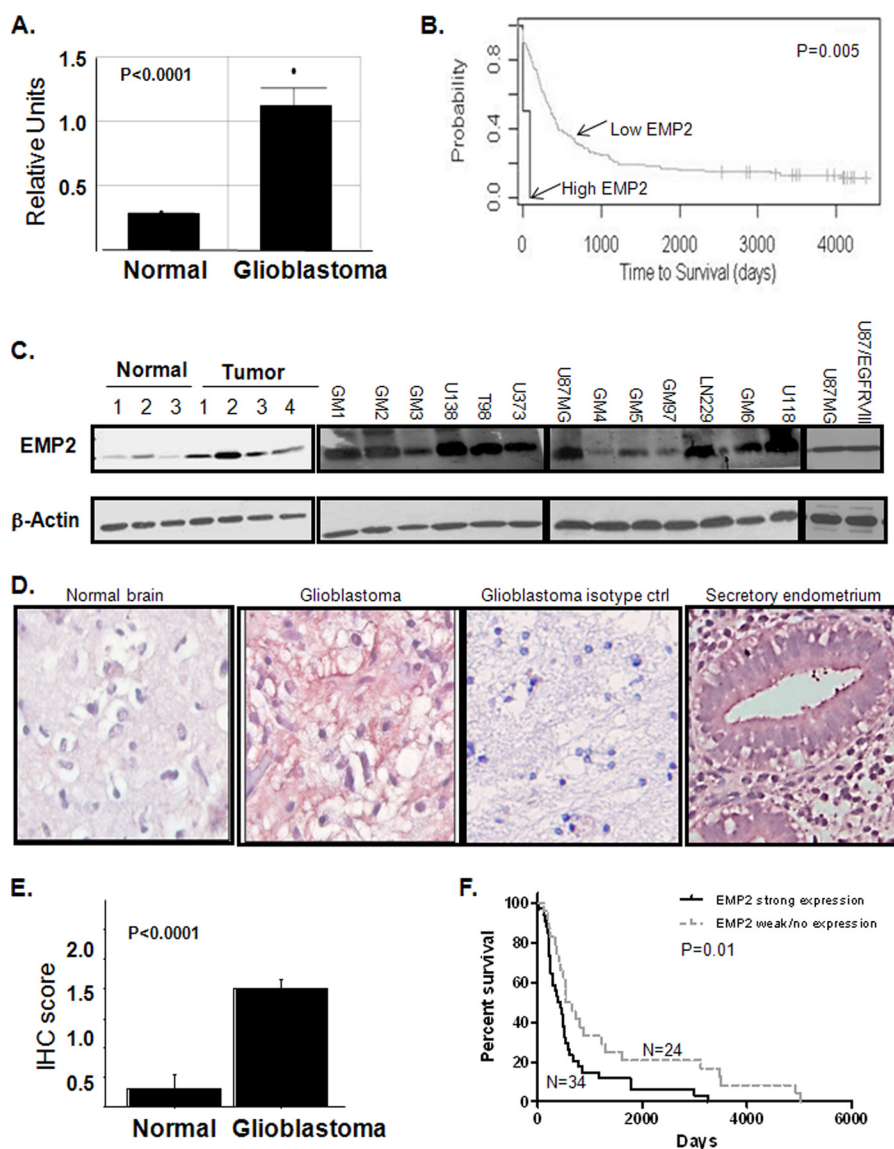 A.
P<0.0001
Relative Units
1.5
1.0
0.5
Normal Glioblastoma
B.
P=0.005
Probability
0.8
0.4
0.0
Low EMP2
High EMP2
0 1000 2000 3000 4000
Time to Survival (days)
C.
Normal Tumor
1 2 3 1 2 3 4
GM1 GM2 GM3 U138 T98 U373
U87MG GM4 GM5 GM97 LN229 GM6 U118
U87MG U87/EGFRVIII
EMP2
β-Actin
D.
Normal brain Glioblastoma Glioblastoma isotype ctrl Secretory endometrium
E.
P<0.0001
IHC score
2.0
1.5
1.0
0.5
Normal Glioblastoma
F.
EMP2 strong expression
EMP2 weak/no expression
P=0.01
Percent survival
100
80
60
40
20
0
N=24
N=34
0 2000 4000 6000
Days